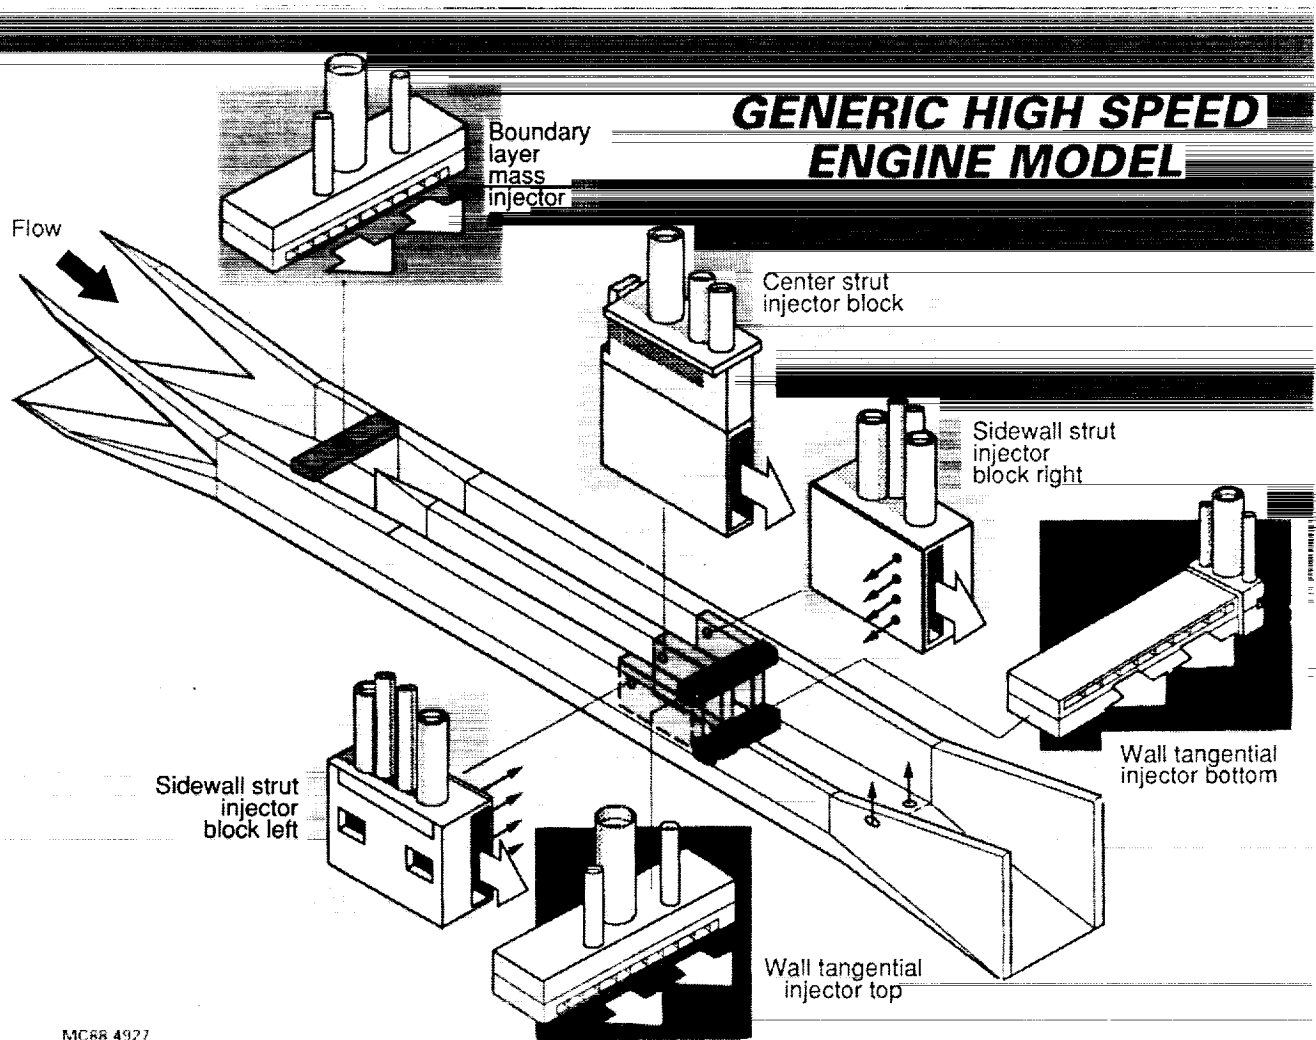 GENERIC HIGH SPEED
ENGINE MODEL
Boundary
layer
mass
injector
Flow
Center strut
injector block
Sidewall strut
injector
block right
Wall tangential
injector bottom
Sidewall strut
injector
block left
Wall tangential
injector top
MC88 4927